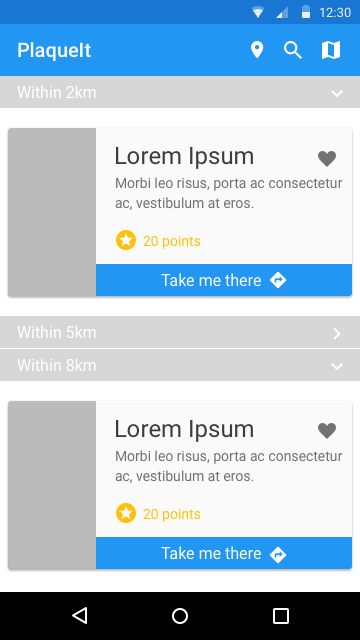 12:30
PlaqueIt
Within 2km
Lorem Ipsum
Morbi leo risus, porta ac consectetur
ac, vestibulum at eros.
20 points
Take me there
Within 5km
Within 8km
Lorem Ipsum
Morbi leo risus, porta ac consectetur
ac, vestibulum at eros.
20 points
Take me there